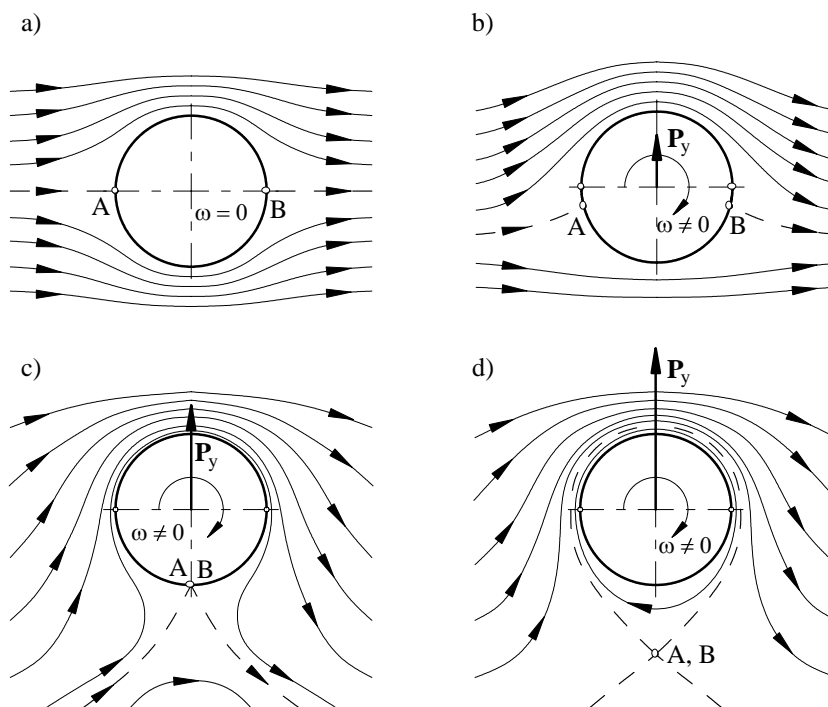 a)
A
B
ω = 0
b)
P_y
A
B
ω ≠ 0
c)
P_y
ω ≠ 0
A B
d)
P_y
ω ≠ 0
A, B